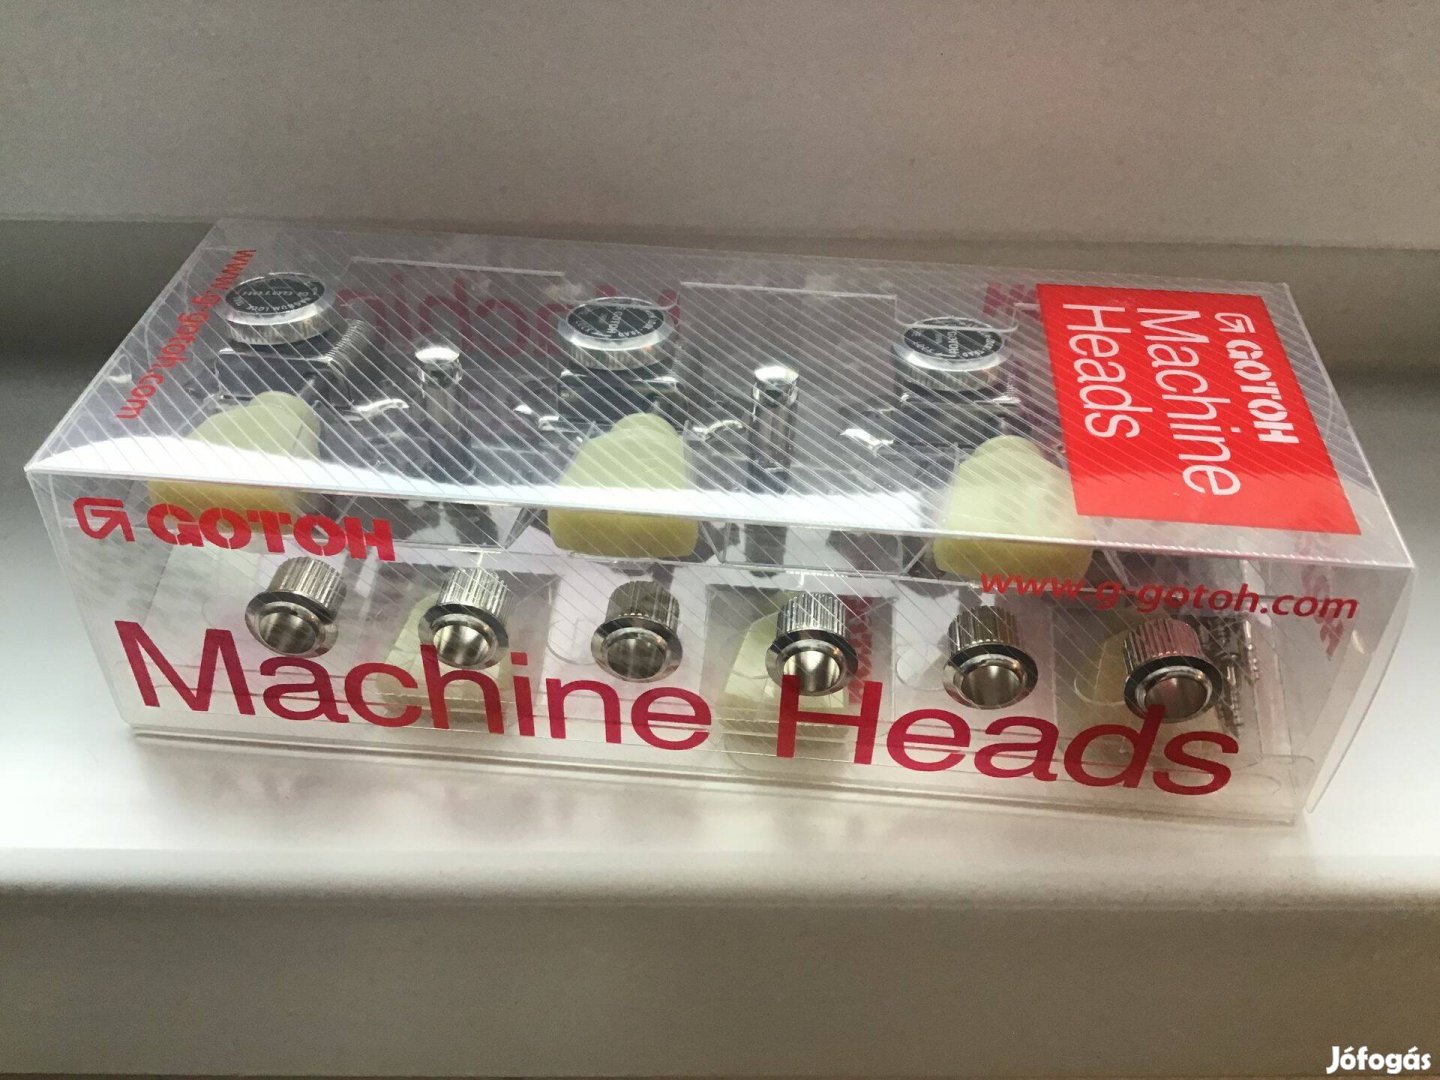 www.g-gotoh.com
GOTOH
Machine
Heads
GOTOH
www.g-gotoh.com
Machine Heads
Jófogás